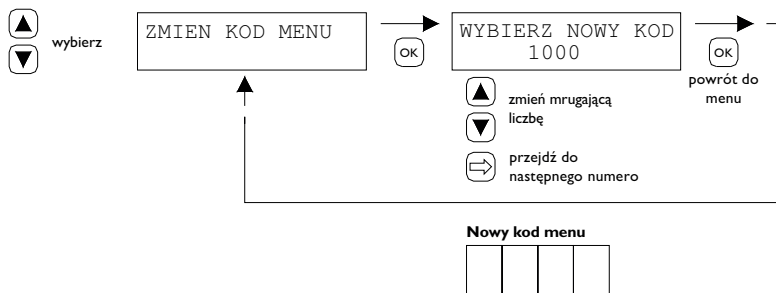 wybierz
ZMIEN KOD MENU
OK
WYBIERZ NOWY KOD
1000
OK
powrót do
menu
zmień mrugającą
liczbę
przejdź do
następnego numero
Nowy kod menu